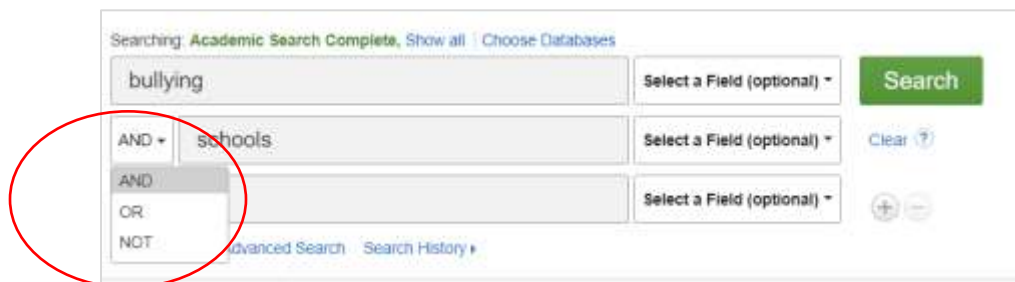 Searching: Academic Search Complete, Show all Choose Databases
bullying Select a Field (optional) Search
AND schools Select a Field (optional) Clear ?
AND
Select a Field (optional)
OR
NOT Advanced Search Search History